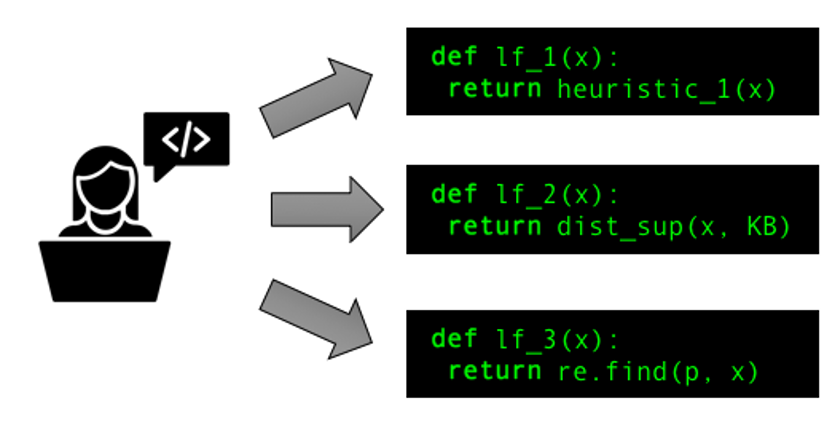 </>
def lf_1(x):
return heuristic_1(x)
def lf_2(x):
return dist_sup(x, KB)
def lf_3(x):
return re.find(p, x)